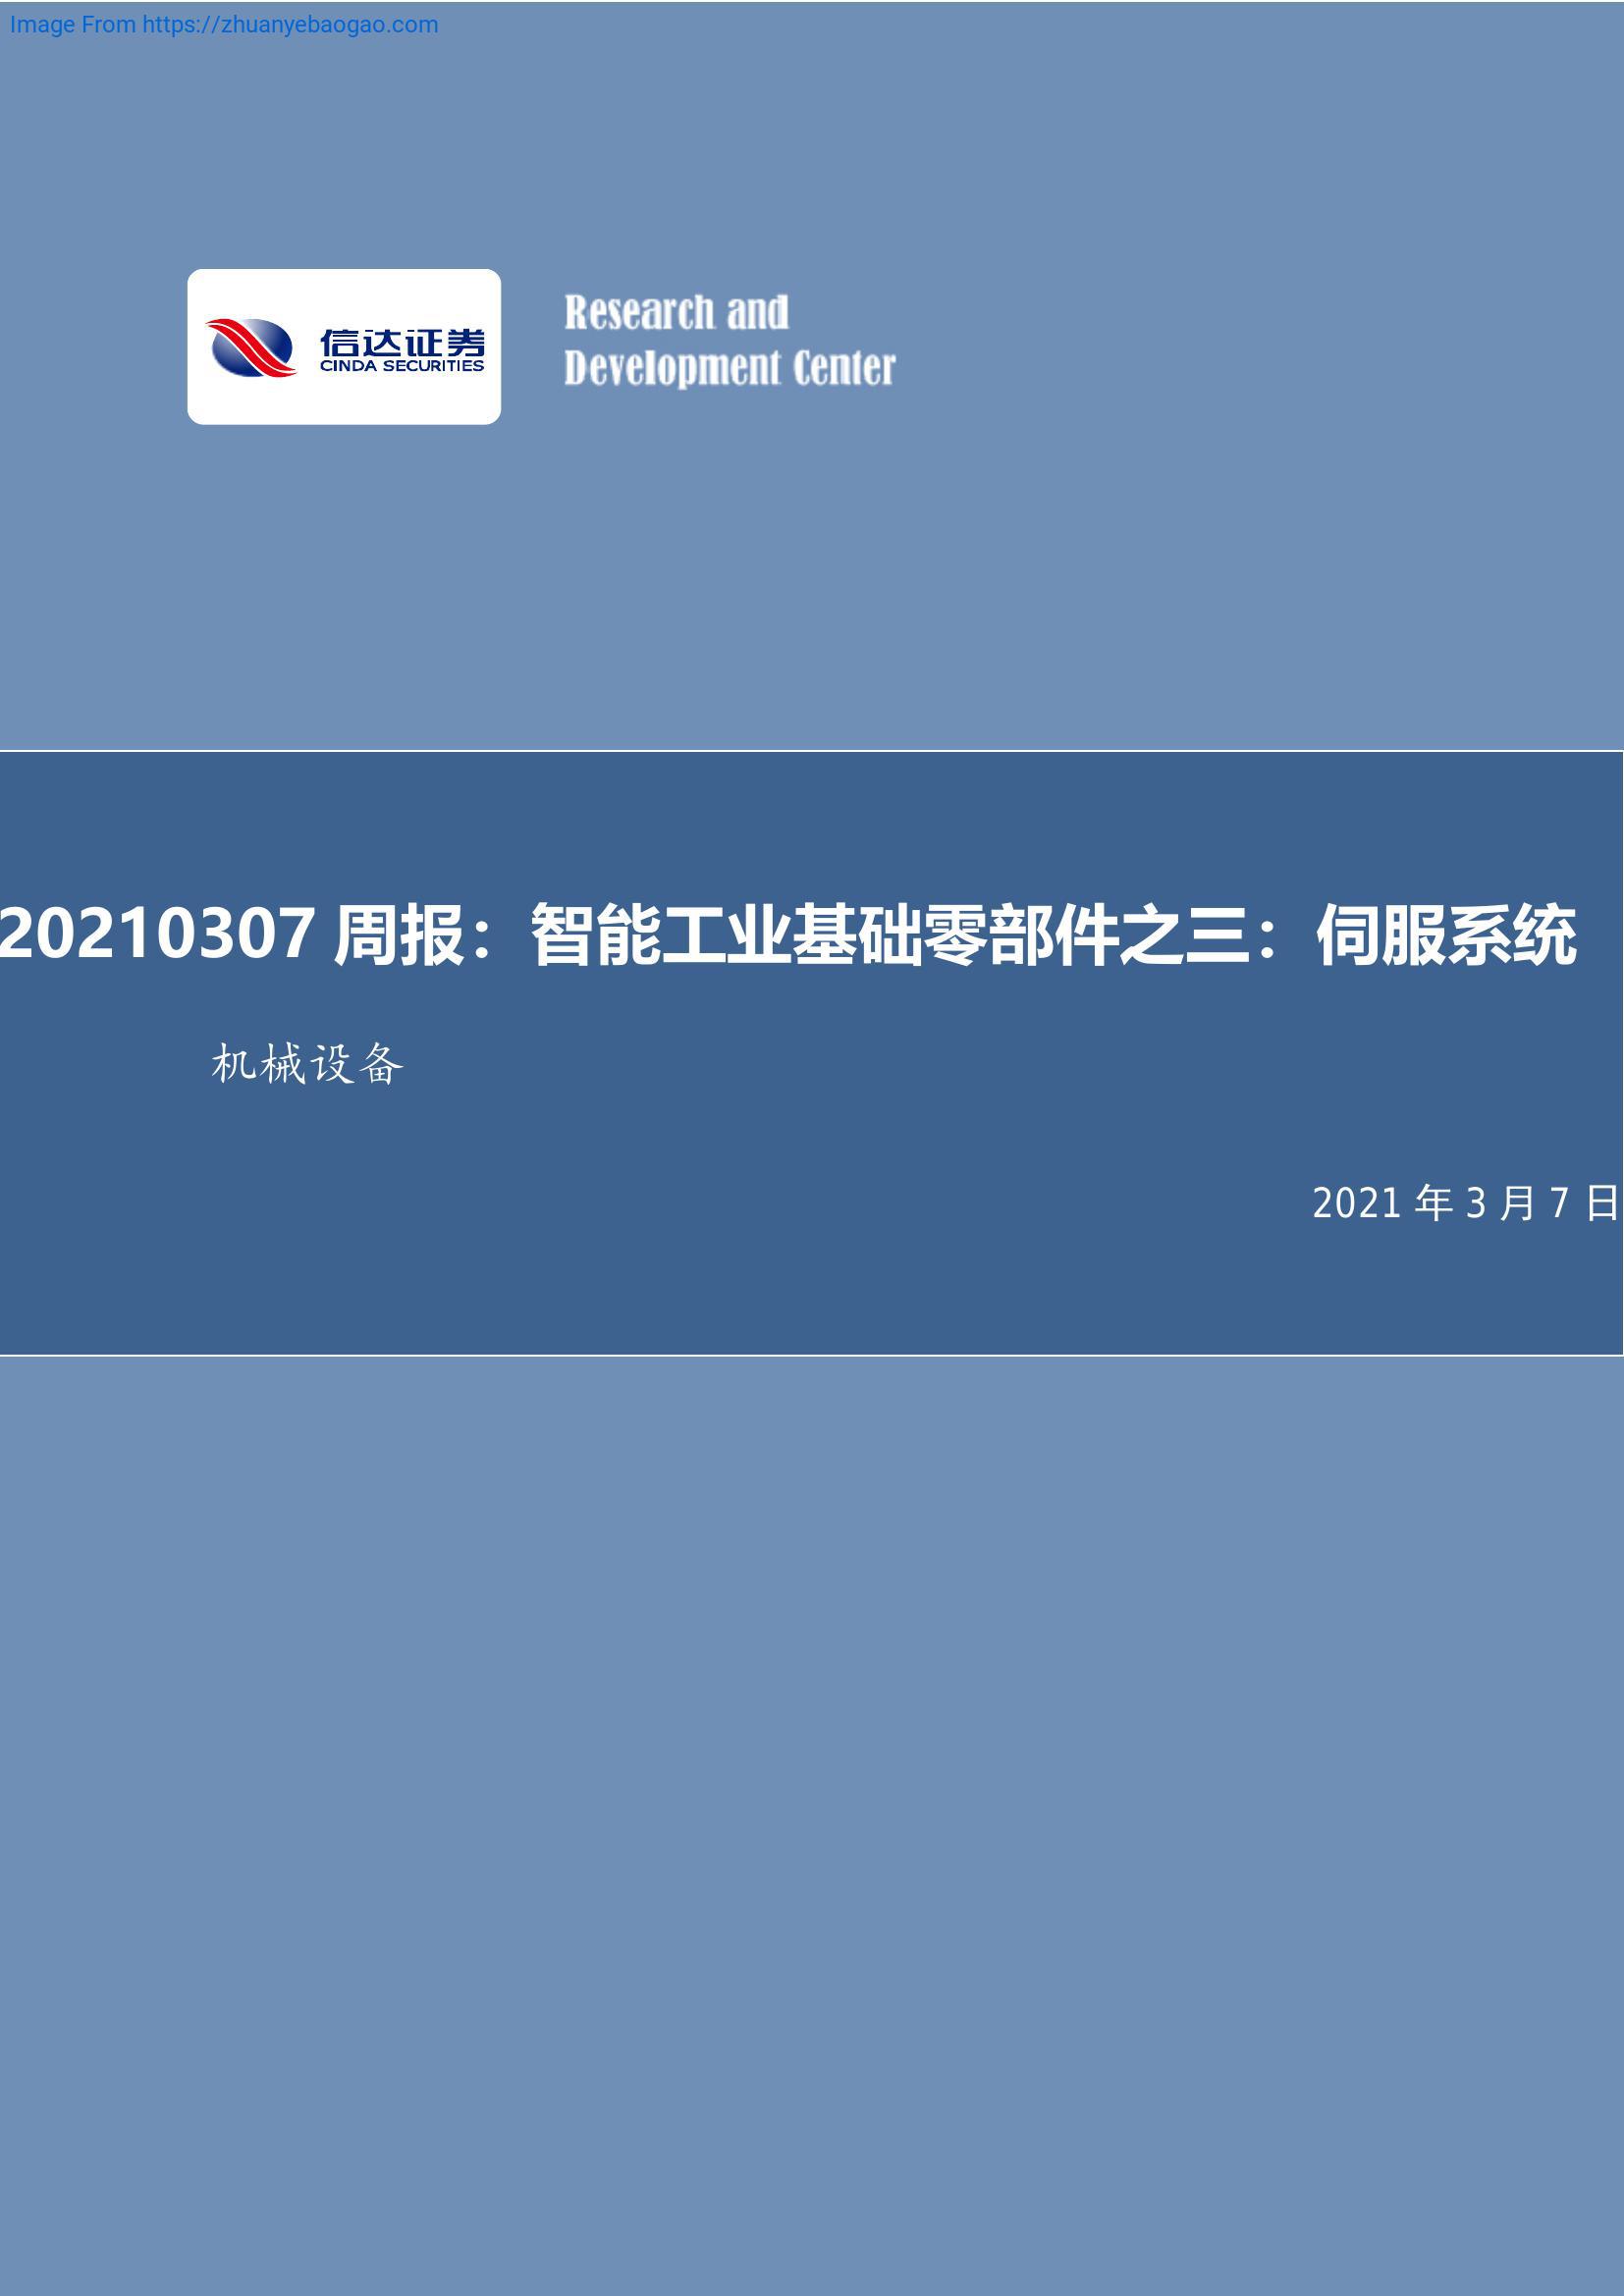 Image From https://zhuanyebaogao.com
信达证券
CINDA SECURITIES
Research and
Development Center
20210307 周报：智能工业基础零部件之三：伺服系统
机械设备
2021 年 3 月 7 日